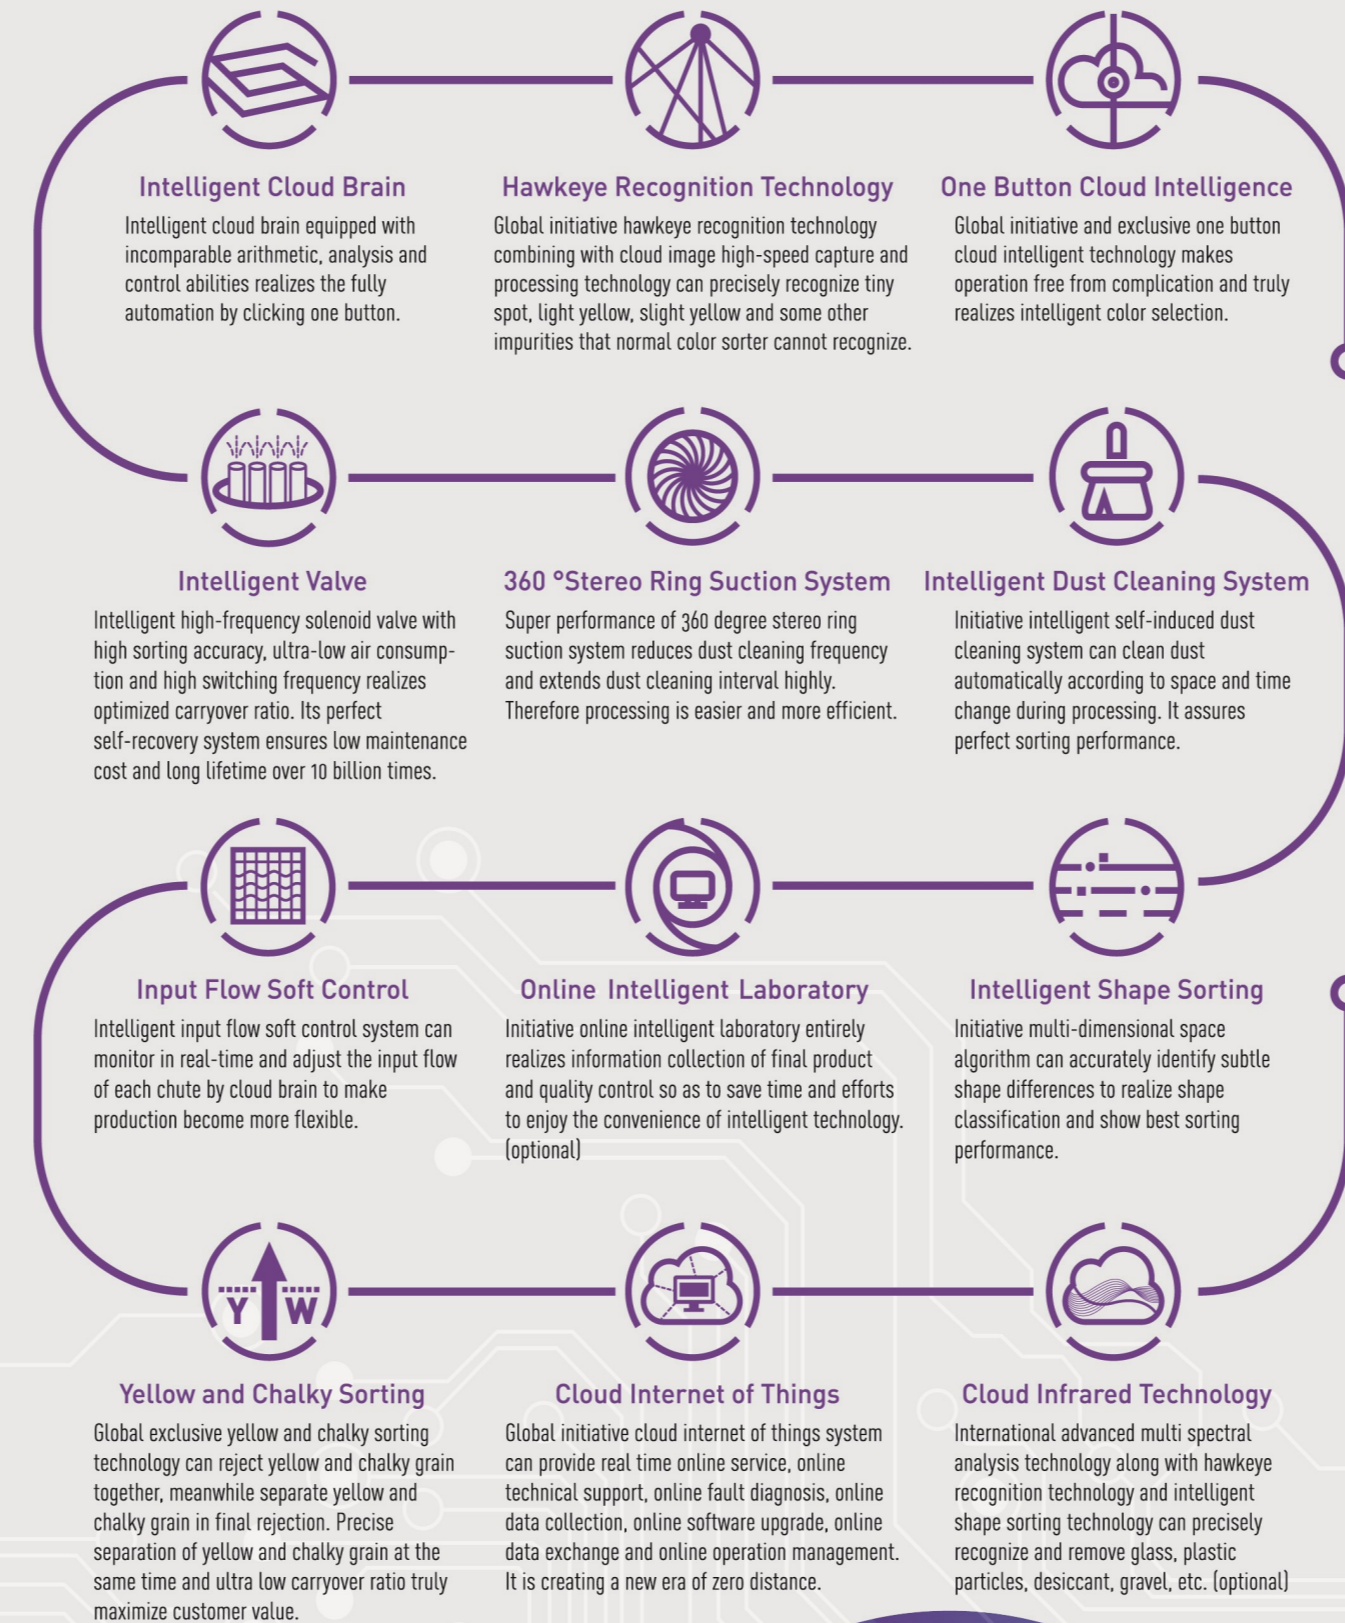 Intelligent Cloud Brain
Intelligent cloud brain equipped with
incomparable arithmetic, analysis and
control abilities realizes the fully
automation by clicking one button.
Hawkeye Recognition Technology
Global initiative hawkeye recognition technology
combining with cloud image high-speed capture and
processing technology can precisely recognize tiny
spot, light yellow, slight yellow and some other
impurities that normal color sorter cannot recognize.
One Button Cloud Intelligence
Global initiative and exclusive one button
cloud intelligent technology makes
operation free from complication and truly
realizes intelligent color selection.
Intelligent Valve
Intelligent high-frequency solenoid valve with
high sorting accuracy, ultra-low air consump-
tion and high switching frequency realizes
optimized carryover ratio. Its perfect
self-recovery system ensures low maintenance
cost and long lifetime over 10 billion times.
360 °Stereo Ring Suction System
Super performance of 360 degree stereo ring
suction system reduces dust cleaning frequency
and extends dust cleaning interval highly.
Therefore processing is easier and more efficient.
Intelligent Dust Cleaning System
Initiative intelligent self-induced dust
cleaning system can clean dust
automatically according to space and time
change during processing. It assures
perfect sorting performance.
Input Flow Soft Control
Intelligent input flow soft control system can
monitor in real-time and adjust the input flow
of each chute by cloud brain to make
production become more flexible.
Online Intelligent Laboratory
Initiative online intelligent laboratory entirely
realizes information collection of final product
and quality control so as to save time and efforts
to enjoy the convenience of intelligent technology.
(optional)
Intelligent Shape Sorting
Initiative multi-dimensional space
algorithm can accurately identify subtle
shape differences to realize shape
classification and show best sorting
performance.
Y W
Yellow and Chalky Sorting
Global exclusive yellow and chalky sorting
technology can reject yellow and chalky grain
together, meanwhile separate yellow and
chalky grain in final rejection. Precise
separation of yellow and chalky grain at the
same time and ultra low carryover ratio truly
maximize customer value.
Cloud Internet of Things
Global initiative cloud internet of things system
can provide real time online service, online
technical support, online fault diagnosis, online
data collection, online software upgrade, online
data exchange and online operation management.
It is creating a new era of zero distance.
Cloud Infrared Technology
International advanced multi spectral
analysis technology along with hawkeye
recognition technology and intelligent
shape sorting technology can precisely
recognize and remove glass, plastic
particles, desiccant, gravel, etc. (optional)